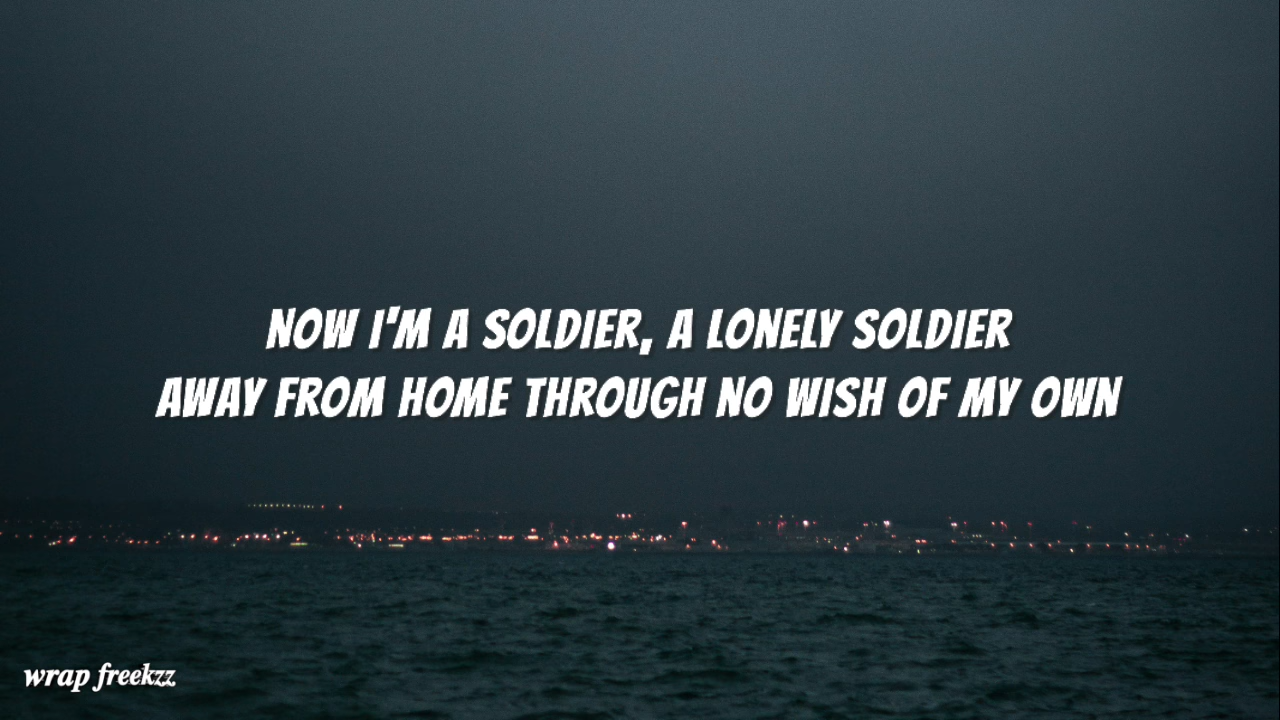 NOW I'M A SOLDIER, A LONELY SOLDIER
AWAY FROM HOME THROUGH NO WISH OF MY OWN
wrap freekzz